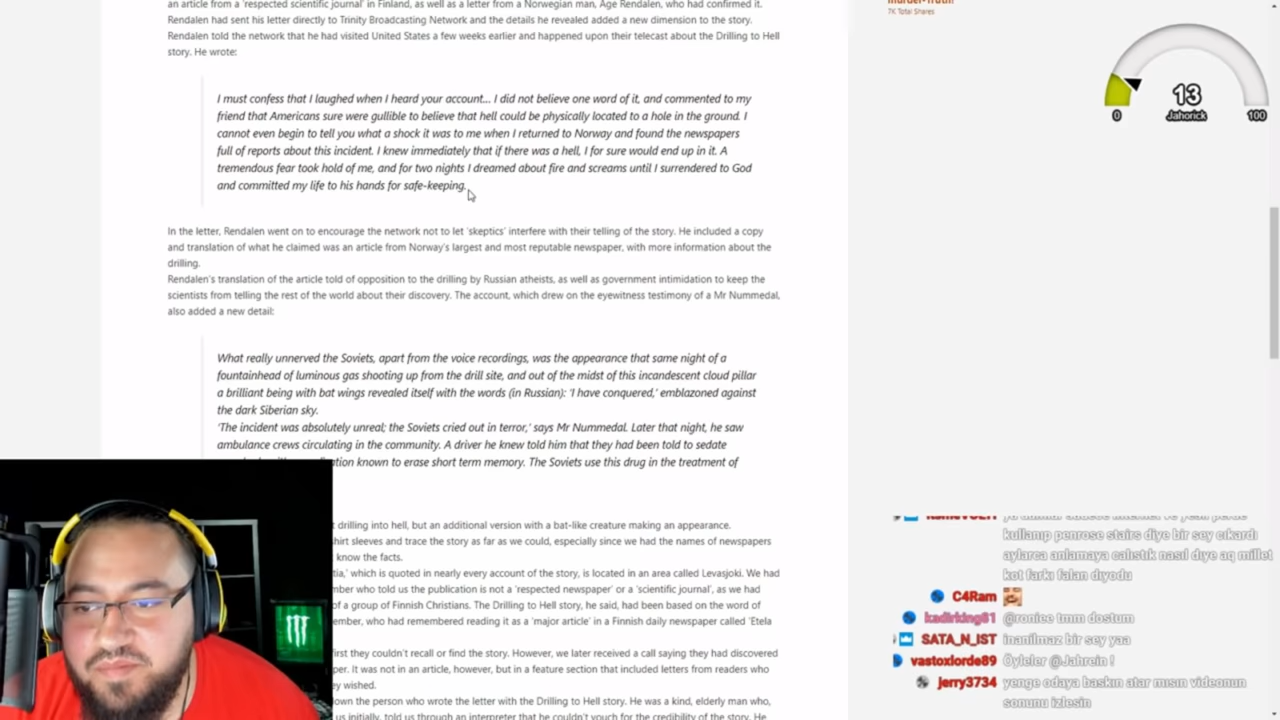 an article from a 'respected scientific journal' in Finland, as well as a letter from a Norwegian man, Age Rendalen, who had confirmed it.
Rendalen had sent his letter directly to Trinity Broadcasting Network and the details he revealed added a new dimension to the story.
Rendalen told the network that he had visited United States a few weeks earlier and happened upon their telecast about the Drilling to Hell
story. He wrote:
I must confess that I laughed when I heard your account... I did not believe one word of it, and commented to my
friend that Americans sure were gullible to believe that hell could be physically located to a hole in the ground. I
cannot even begin to tell you what a shock it was to me when I returned to Norway and found the newspapers
full of reports about this incident. I knew immediately that if there was a hell, I for sure would end up in it. A
tremendous fear took hold of me, and for two nights I dreamed about fire and screams until I surrendered to God
and committed my life to his hands for safe-keeping.
In the letter, Rendalen went on to encourage the network not to let 'skeptics' interfere with their telling of the story. He included a copy
and translation of what he claimed was an article from Norway's largest and most reputable newspaper, with more information about the
drilling.
Rendalen's translation of the article told of opposition to the drilling by Russian atheists, as well as government intimidation to keep the
scientists from telling the rest of the world about their discovery. The account, which drew on the eyewitness testimony of a Mr Nummedal,
also added a new detail:
What really unnerved the Soviets, apart from the voice recordings, was the appearance that same night of a
fountainhead of luminous gas shooting up from the drill site, and out of the midst of this incandescent cloud pillar
a brilliant being with bat wings revealed itself with the words (in Russian): 'I have conquered,' emblazoned against
the dark Siberian sky.
'The incident was absolutely unreal; the Soviets cried out in terror,' says Mr Nummedal. Later that night, he saw
ambulance crews circulating in the community. A driver he knew told him that they had been told to sedate
known to erase short term memory. The Soviets use this drug in the treatment of
drilling into hell, but an additional version with a bat-like creature making an appearance.
shirt sleeves and trace the story as far as we could, especially since we had the names of newspapers
know the facts.
which is quoted in nearly every account of the story, is located in an area called Levasjoki. We had
who told us the publication is not a 'respected newspaper' or a 'scientific journal', as we had
of a group of Finnish Christians. The Drilling to Hell story, he said, had been based on the word of
who had remembered reading it as a 'major article' in a Finnish daily newspaper called 'Etela
first they couldn't recall or find the story. However, we later received a call saying they had discovered
It was not in an article, however, but in a feature section that included letters from readers who
wished.
down the person who wrote the letter with the Drilling to Hell story. He was a kind, elderly man who,
us initially, told us through an interpreter that he couldn't vouch for the credibility of the story. He
7K Total Shares
13
0
Jahorick
100
kullanıp penrose stairs diye bir sey cıkardı
aylarca anlamaya calıstık nasıl diye aq millet
kot farkı falan diyodu
C4Ram
kadirking81 @ronies tmm dostum
SATA_N_IST inanilmaz bir sey yaa
vastoxlorde89 Öyleler @Jahrein !
jerry3734 yenge odaya baskın atar mısın videonun
sonunu izlesin